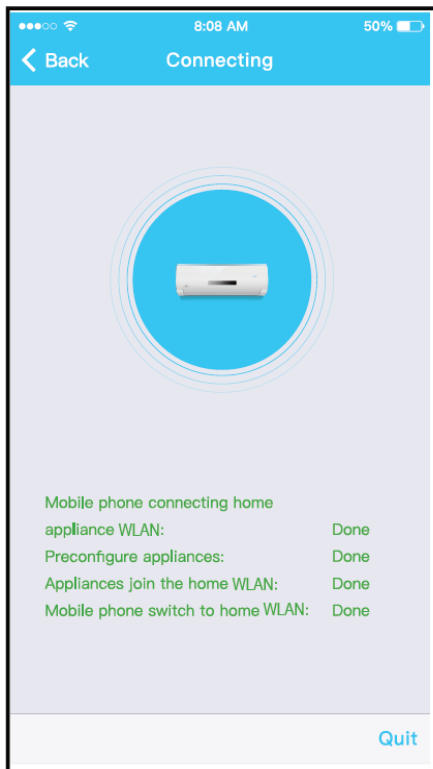 8:08 AM 50%
Back Connecting
Mobile phone connecting home
appliance WLAN: Done
Preconfigure appliances: Done
Appliances join the home WLAN: Done
Mobile phone switch to home WLAN: Done
Quit